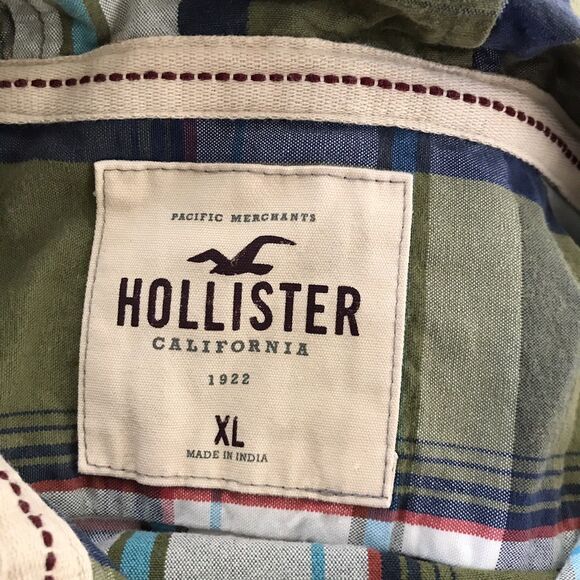 PACIFIC MERCHANTS
HOLLISTER
CALIFORNIA
1922
XL
MADE IN INDIA